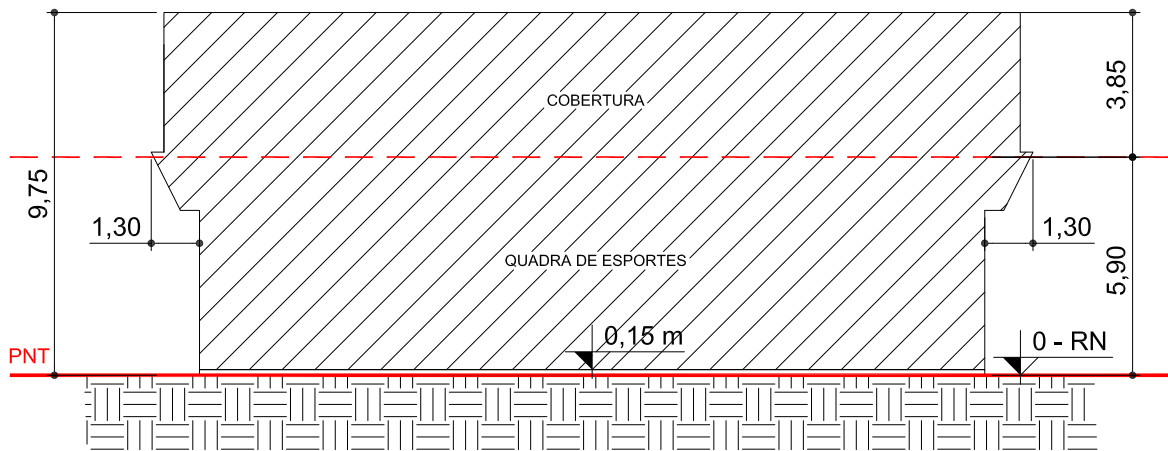 COBERTURA
3,85
9,75
1,30
1,30
QUADRA DE ESPORTES
5,90
0,15 m
0 - RN
PNT